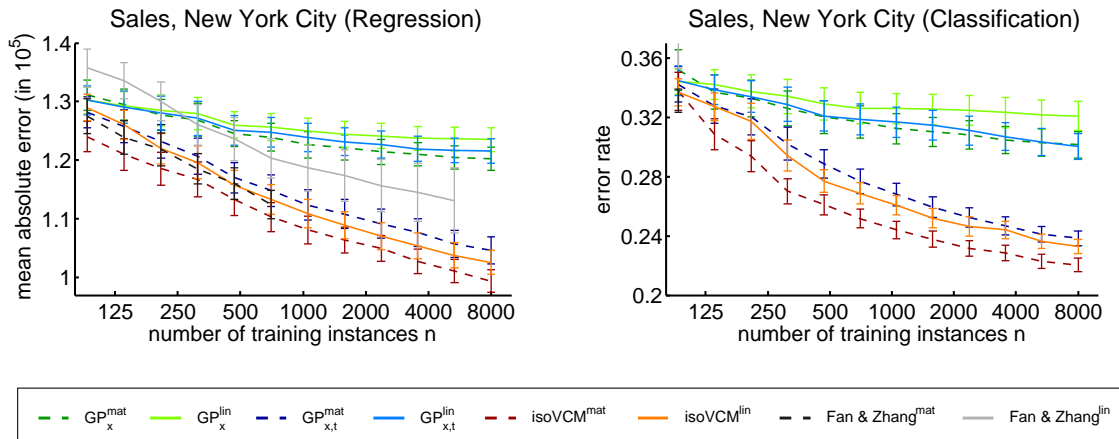 Sales, New York City (Regression)
mean absolute error (in 10⁵)
1.4
1.3
1.2
1.1
1
125 250 500 1000 2000 4000 8000
number of training instances n
Sales, New York City (Classification)
error rate
0.36
0.32
0.28
0.24
0.2
125 250 500 1000 2000 4000 8000
number of training instances n
GP_x^mat GP_x^lin GP_x,t^mat GP_x,t^lin isoVCM^mat isoVCM^lin Fan & Zhang^mat Fan & Zhang^lin